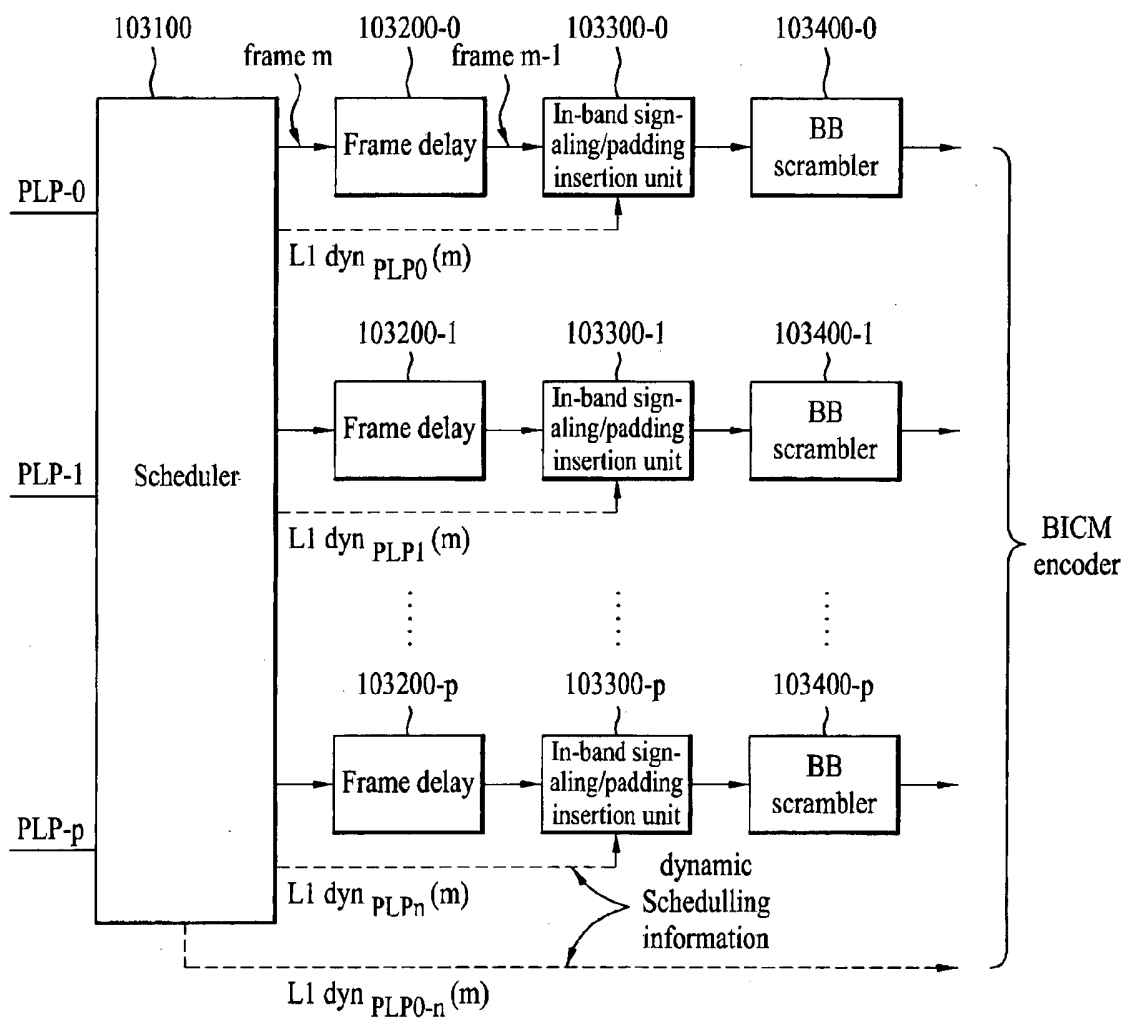 103100
103200-0
103300-0
103400-0
frame m
frame m-1
Frame delay
In-band sign-
aling/padding
insertion unit
BB
scrambler
PLP-0
L1 dyn PLP0 (m)
103200-1
103300-1
103400-1
Frame delay
In-band sign-
aling/padding
insertion unit
BB
scrambler
PLP-1
Scheduler
L1 dyn PLP1 (m)
BICM
encoder
103200-p
103300-p
103400-p
Frame delay
In-band sign-
aling/padding
insertion unit
BB
scrambler
PLP-p
L1 dyn PLPn (m)
dynamic
Schedulling
information
L1 dyn PLP0-n (m)